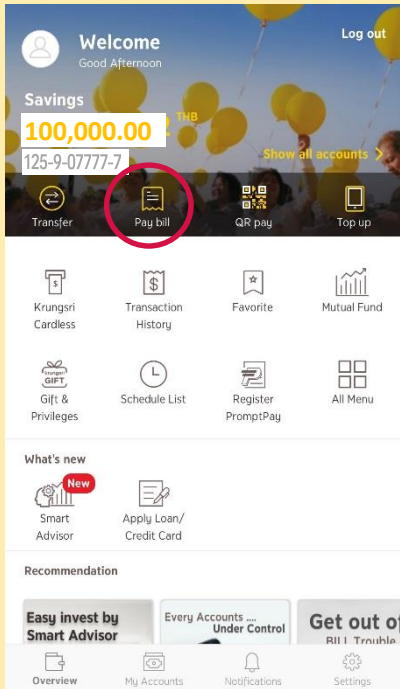 Welcome
Log out
Good Afternoon
Savings
THB
100,000.00
125-9-07777-7
Show all accounts >
Transfer
Pay bill
QR pay
Top up
Krungsri
Cardless
Transaction
History
Favorite
Mutual Fund
krungsri
GIFT
Gift &
Privileges
Schedule List
Register
PromptPay
All Menu
What's new
New
Smart
Advisor
Apply Loan/
Credit Card
Recommendation
Easy invest by
Smart Advisor
Every Accounts ....
Under Control
Get out of
BILL Trouble
Overview
My Accounts
Notifications
Settings